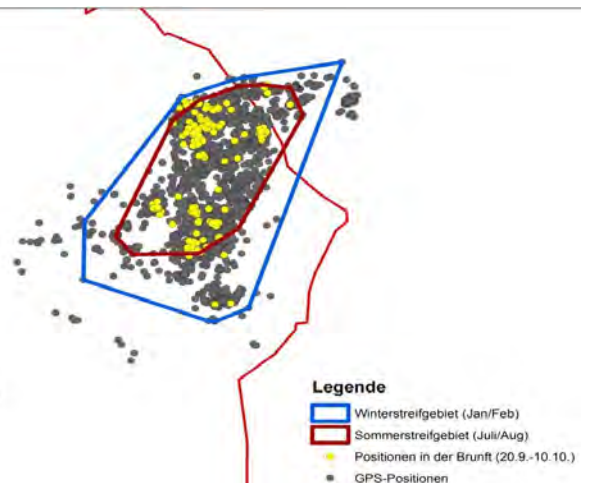 Legende
Winterstreifgebiet (Jan/Feb)
Sommerstreifgebiet (Juli/Aug)
Positionen in der Brunft (20.9.-10.10.)
GPS-Positionen